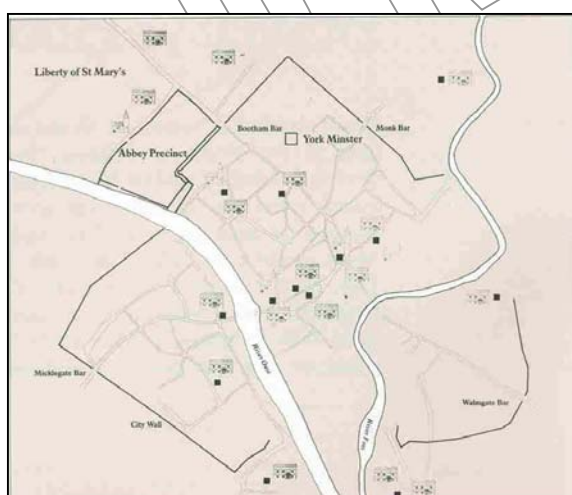 Liberty of St Mary's
Bootham Bar
York Minster
Monk Bar
Abbey Precinct
River Ouse
Micklegate Bar
Walmgate Bar
City Wall
River Foss